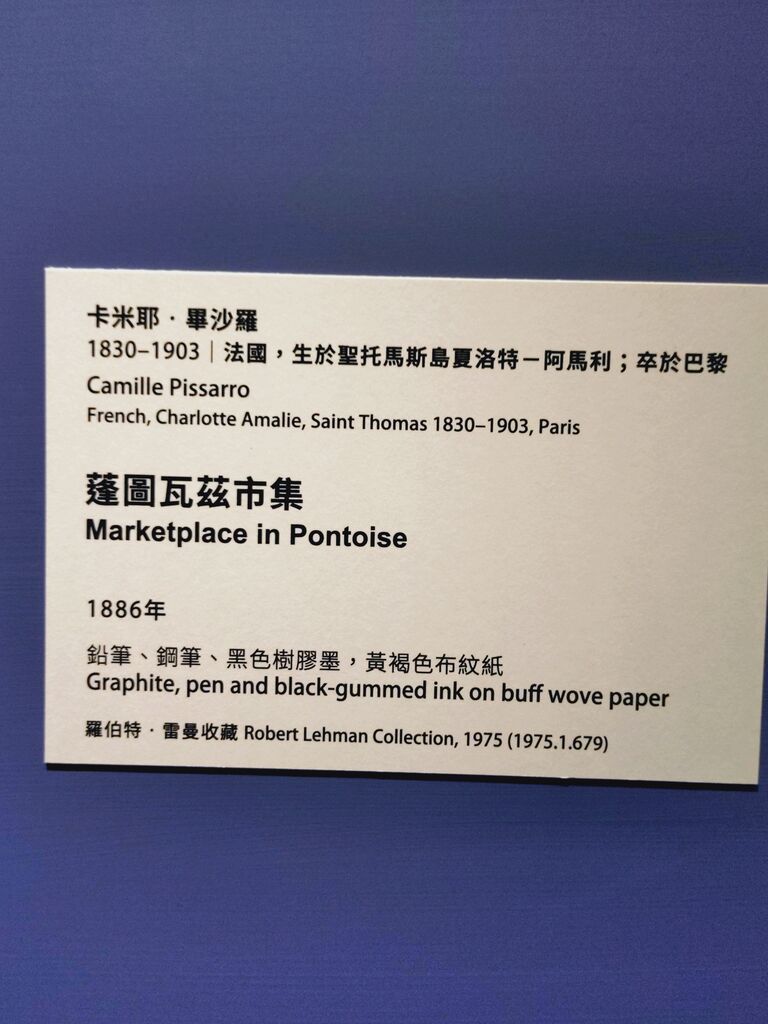 卡米耶．畢沙羅
1830–1903｜法國，生於聖托馬斯島夏洛特－阿馬利；卒於巴黎
Camille Pissarro
French, Charlotte Amalie, Saint Thomas 1830–1903, Paris
蓬圖瓦茲市集
Marketplace in Pontoise
1886年
鉛筆、鋼筆、黑色樹膠墨，黃褐色布紋紙
Graphite, pen and black-gummed ink on buff wove paper
羅伯特．雷曼收藏 Robert Lehman Collection, 1975 (1975.1.679)